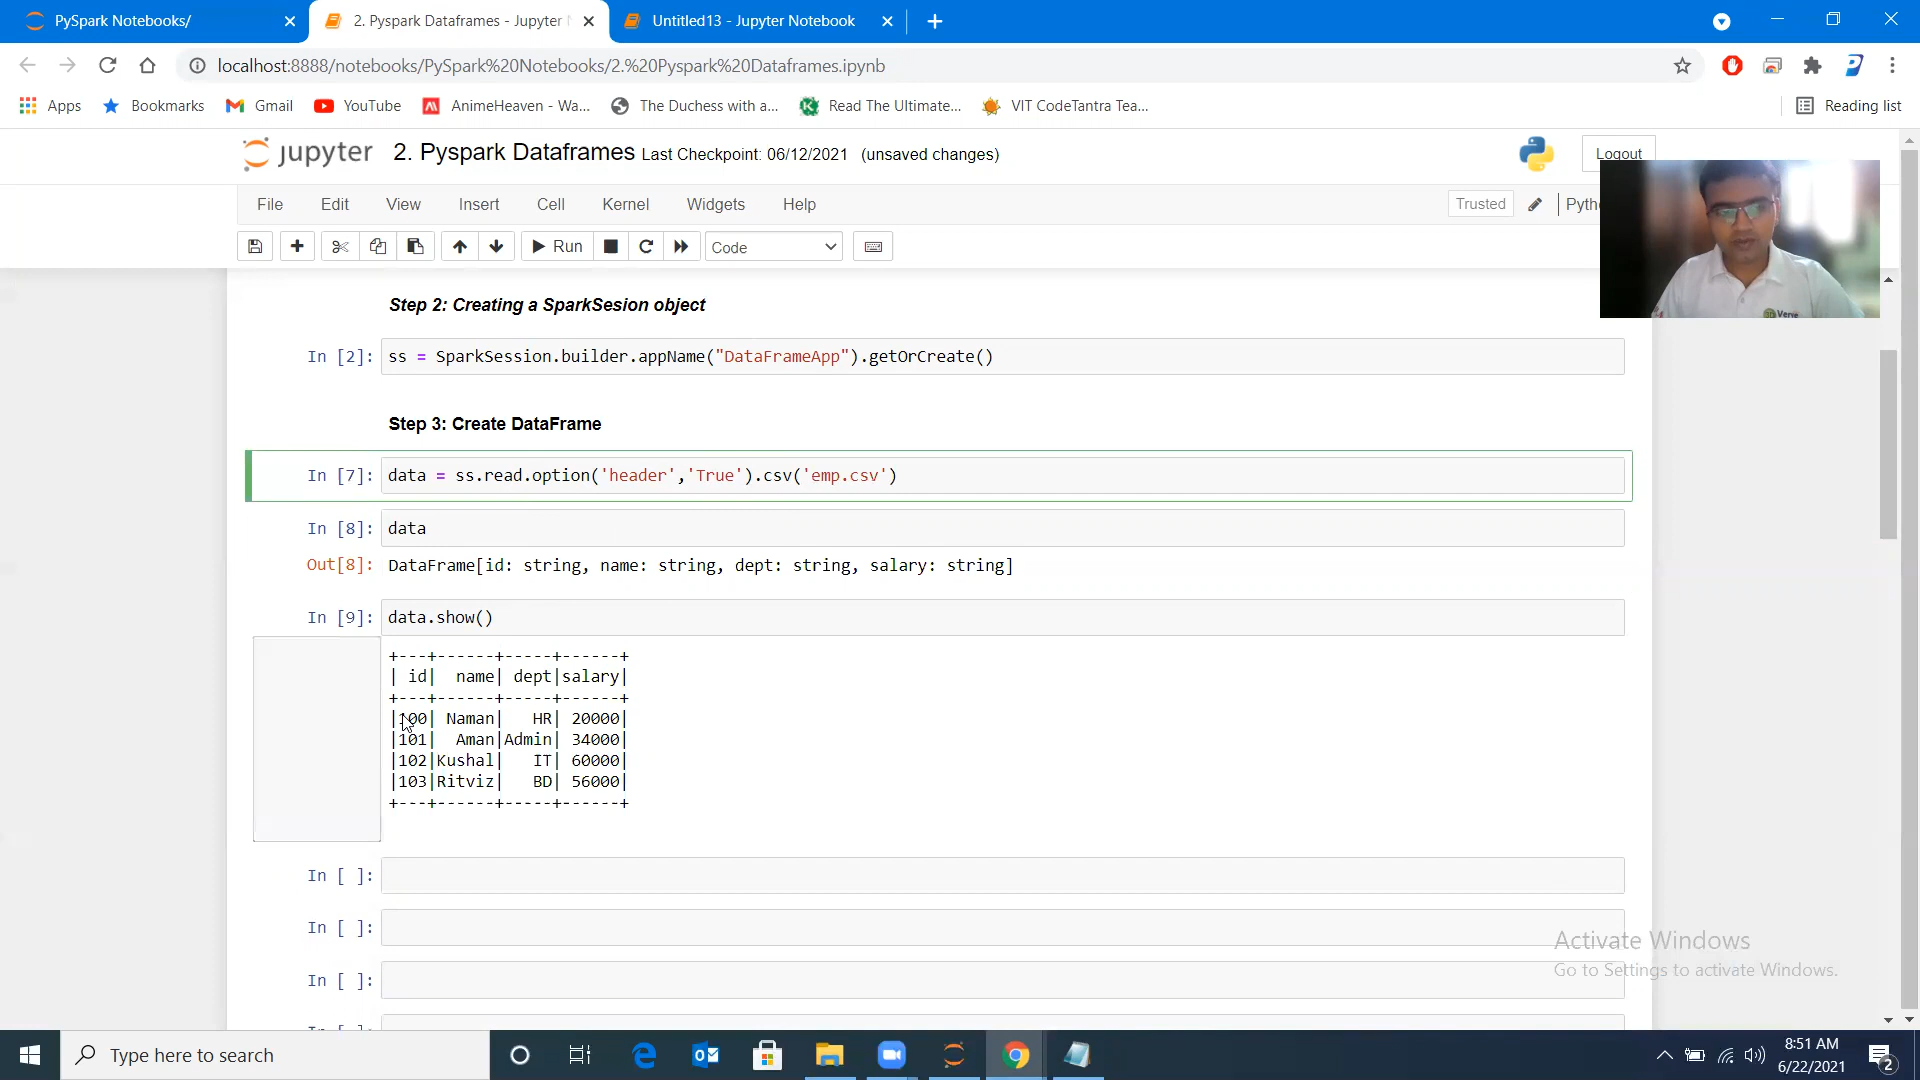 PySpark Notebooks/
2. Pyspark Dataframes - Jupyter
Untitled13 - Jupyter Notebook
localhost:8888/notebooks/PySpark%20Notebooks/2.%20Pyspark%20Dataframes.ipynb
Apps
Bookmarks
Gmail
YouTube
AnimeHeaven - Wa...
The Duchess with a...
Read The Ultimate...
VIT CodeTantra Tea...
Reading list
jupyter
2. Pyspark Dataframes Last Checkpoint: 06/12/2021 (unsaved changes)
Logout
File Edit View Insert Cell Kernel Widgets Help
Trusted
Run
Code
Step 2: Creating a SparkSesion object
In [2]: ss = SparkSession.builder.appName("DataFrameApp").getOrCreate()
Step 3: Create DataFrame
In [7]: data = ss.read.option('header','True').csv('emp.csv')
In [8]: data
Out[8]: DataFrame[id: string, name: string, dept: string, salary: string]
In [9]: data.show()
+---+------+-----+------+
| id|  name| dept|salary|
+---+------+-----+------+
|100| Naman|   HR| 20000|
|101|  Aman|Admin| 34000|
|102|Kushal|   IT| 60000|
|103|Ritviz|   BD| 56000|
+---+------+-----+------+
In [ ]:
In [ ]:
In [ ]:
Activate Windows
Go to Settings to activate Windows.
Type here to search
8:51 AM
6/22/2021
2